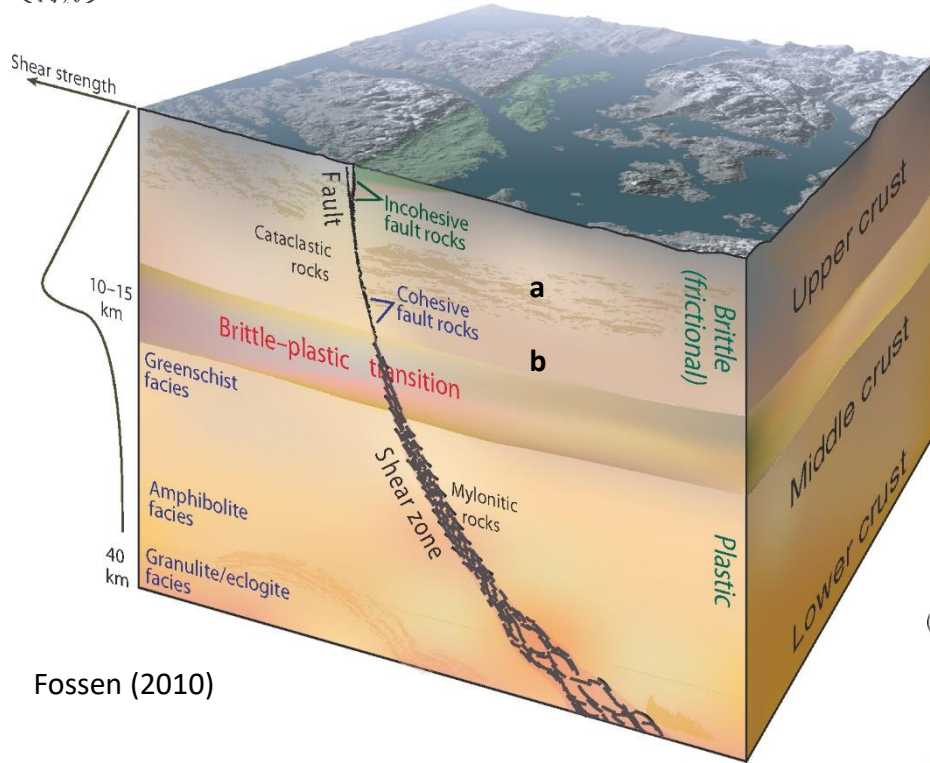 Shear strength
Fault
Incohesive
fault rocks
Cataclastic
rocks
a
10–15
km
Cohesive
fault rocks
b
Brittle–plastic transition
Greenschist
facies
Shear zone
Mylonitic
rocks
Amphibolite
facies
40
km
Granulite/eclogite
facies
Brittle
(frictional)
Plastic
Upper crust
Middle crust
Lower crust
Fossen (2010)